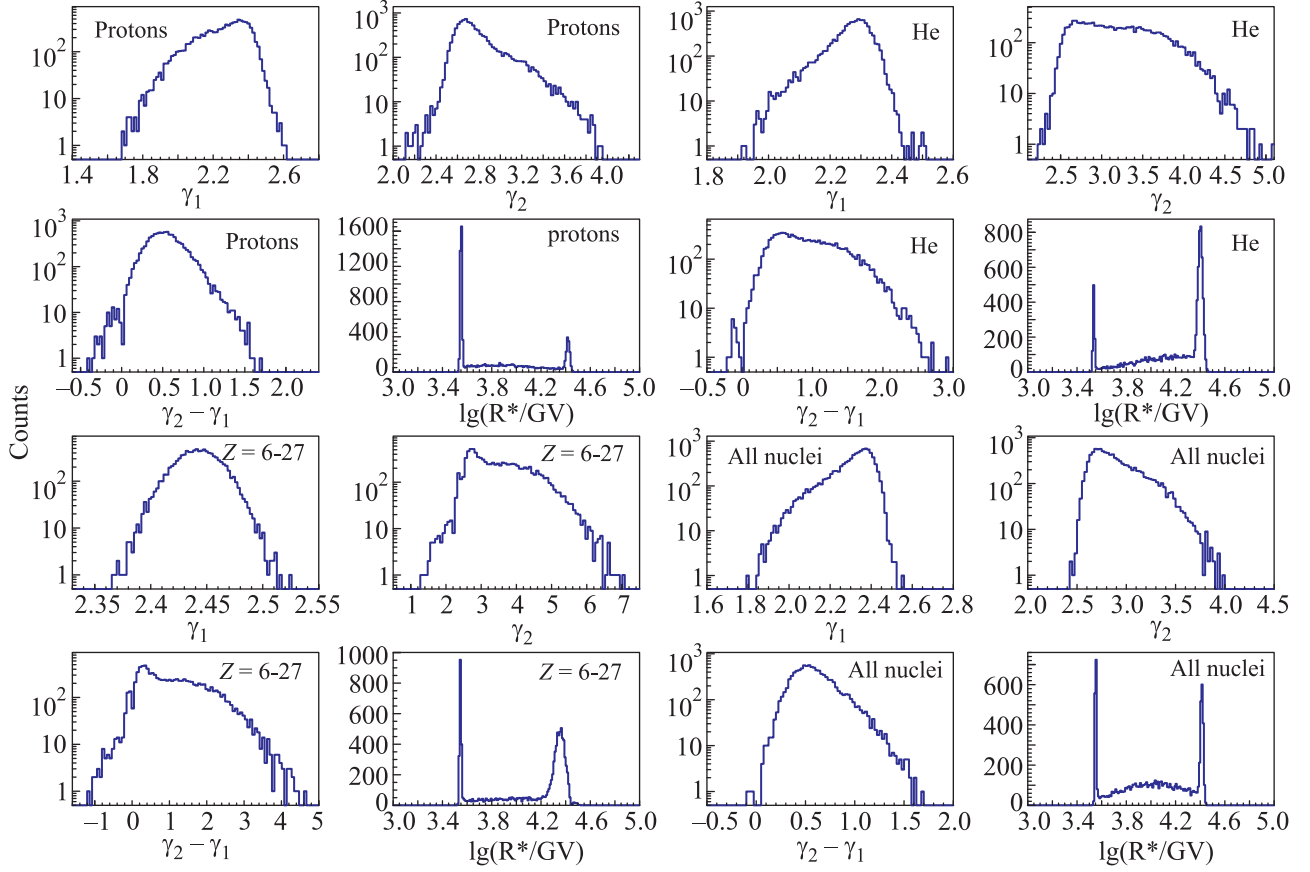 Counts
Protons
10³
10²
10
1
1.4 1.8 2.2 2.6
γ₁
Protons
10³
10²
10
1
2.0 2.4 2.8 3.2 3.6 4.0
γ₂
He
10³
10²
10
1
1.8 2.0 2.2 2.4 2.6
γ₁
He
10³
10²
10
1
2.5 3.0 3.5 4.0 4.5 5.0
γ₂
Protons
10³
10²
10
1
–0.5 0 0.5 1.0 1.5 2.0
γ₂ – γ₁
protons
1600
1200
800
400
0
3.0 3.4 3.8 4.2 4.6 5.0
lg(R*/GV)
He
10²
10
1
–0.5 0 1.0 2.0 3.0
γ₂ – γ₁
He
800
600
400
200
0
3.0 3.4 3.8 4.2 4.6 5.0
lg(R*/GV)
Z = 6-27
10²
10
1
2.35 2.4 2.45 2.5 2.55
γ₁
Z = 6-27
10²
10
1
1 2 3 4 5 6 7
γ₂
All nuclei
10³
10²
10
1
1.6 1.8 2.0 2.2 2.4 2.6 2.8
γ₁
All nuclei
10³
10²
10
1
2.0 2.5 3.0 3.5 4.0 4.5
γ₂
Z = 6-27
10²
10
1
–1 0 1 2 3 4 5
γ₂ – γ₁
Z = 6-27
1000
800
600
400
200
0
3.0 3.4 3.8 4.2 4.6 5.0
lg(R*/GV)
All nuclei
10³
10²
10
1
–0.5 0 0.5 1.0 1.5 2.0
γ₂ – γ₁
All nuclei
600
400
200
0
3.0 3.4 3.8 4.2 4.6 5.0
lg(R*/GV)